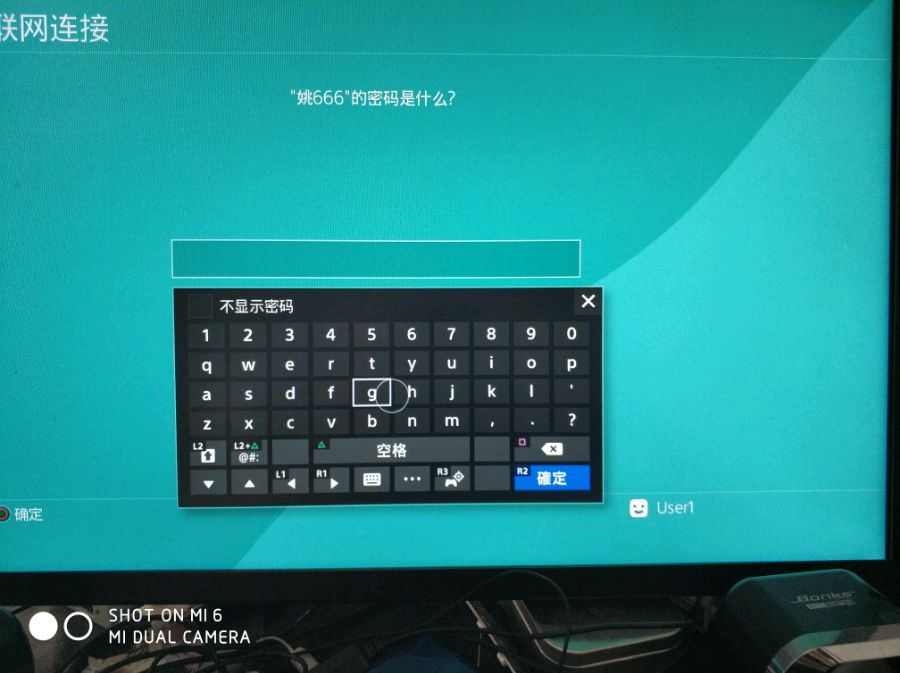 联网连接
"姚666"的密码是什么?
不显示密码
1 2 3 4 5 6 7 8 9 0
q w e r t y u i o p
a s d f g h j k l '
z x c v b n m , . ?
L2 L2+△ @#: △ 空格
L1 R1 ... R3 R2 確定
确定
User1
Bonks
SHOT ON MI 6
MI DUAL CAMERA